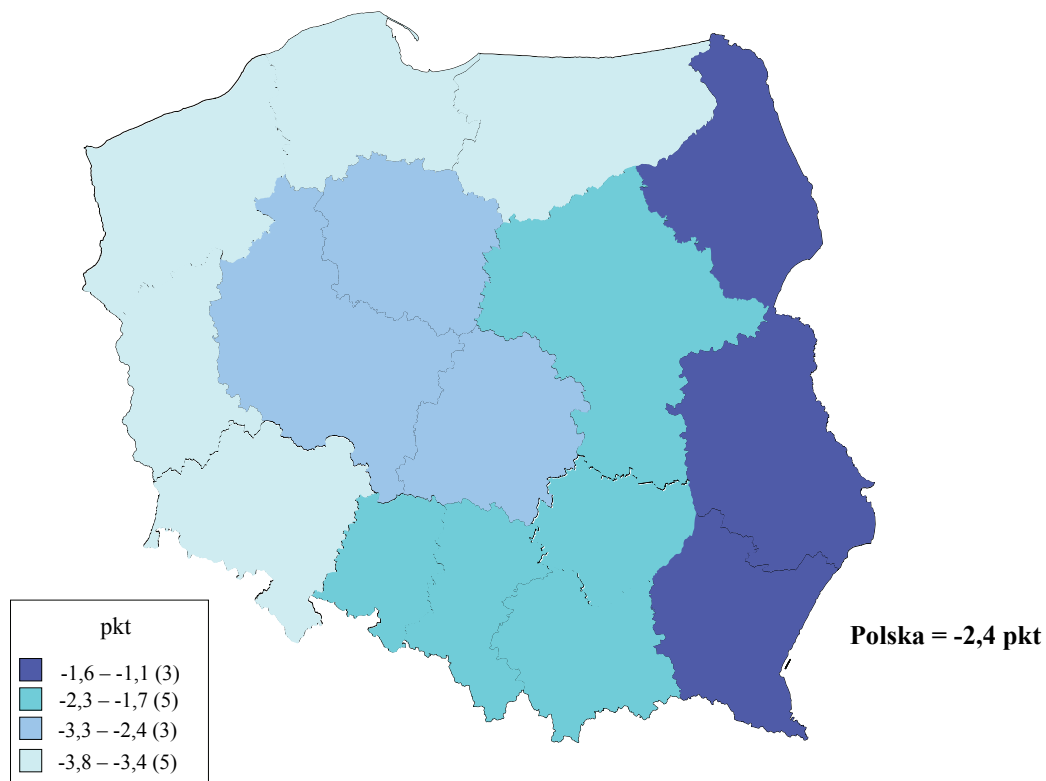 pkt
-1,6 – -1,1 (3)
-2,3 – -1,7 (5)
-3,3 – -2,4 (3)
-3,8 – -3,4 (5)
Polska = -2,4 pkt